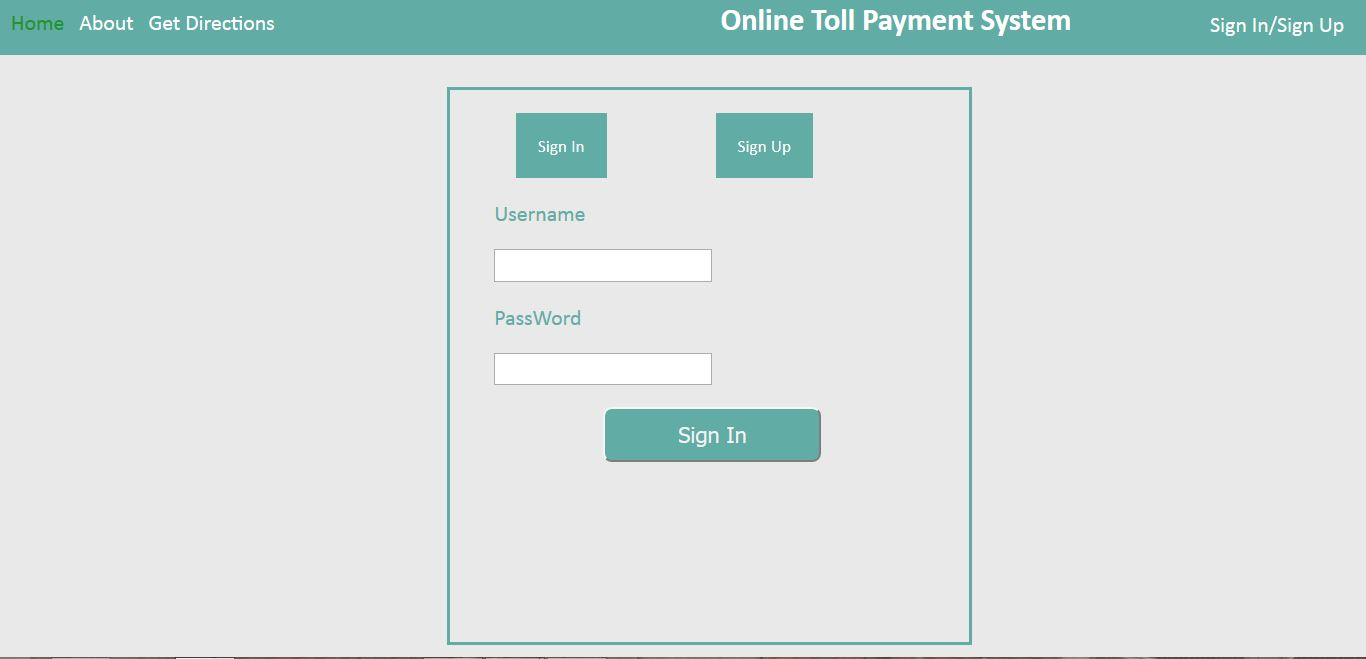 Home About Get Directions Online Toll Payment System Sign In/Sign Up
Sign In Sign Up
Username
PassWord
Sign In